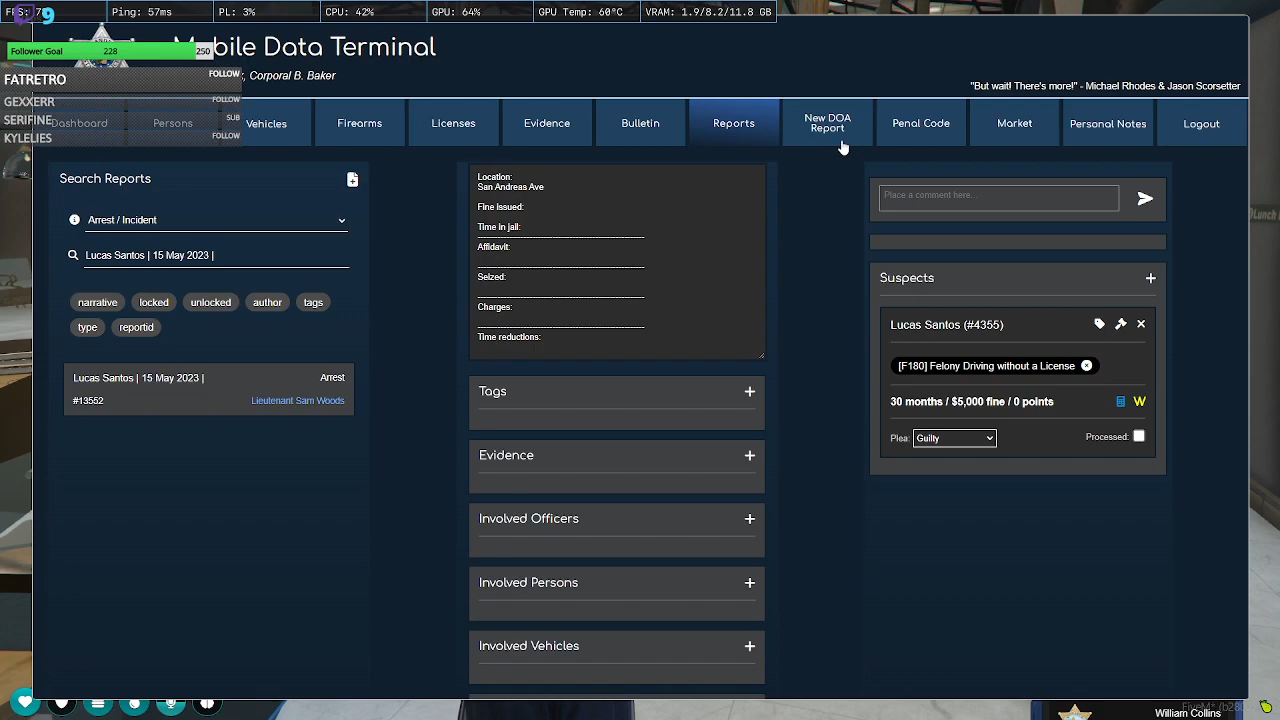 Ping: 57ms
PL: 3%
CPU: 42%
GPU: 64%
GPU Temp: 60°C
VRAM: 1.9/8.2/11. GB
9
Follower Goal 228 250
Mobile Data Terminal
FATRETRO FOLLOW
, Corporal B. Baker
"But wait! There's more!" - Michael Rhodes & Jason Scorsetter
GEXXERR FOLLOW
SERIFINE SUB
KYLELIES FOLLOW
Dashboard
Persons
Vehicles
Firearms
Licenses
Evidence
Bulletin
Reports
New DOA
Report
Penal Code
Market
Personal Notes
Logout
Search Reports
Arrest / Incident
Lucas Santos | 15 May 2023 |
narrative locked unlocked author tags
type reportid
Lucas Santos | 15 May 2023 | Arrest
#13552 Lieutenant Sam Woods
Location:
San Andreas Ave
Fine Issued:
Time in jail:
Affidavit:
Seized:
Charges:
Time reductions:
Tags
Evidence
Involved Officers
Involved Persons
Involved Vehicles
Place a comment here...
Suspects
Lucas Santos (#4355)
[F180] Felony Driving without a License
30 months / $5,000 fine / 0 points W
Plea: Guilty Processed:
William Collins